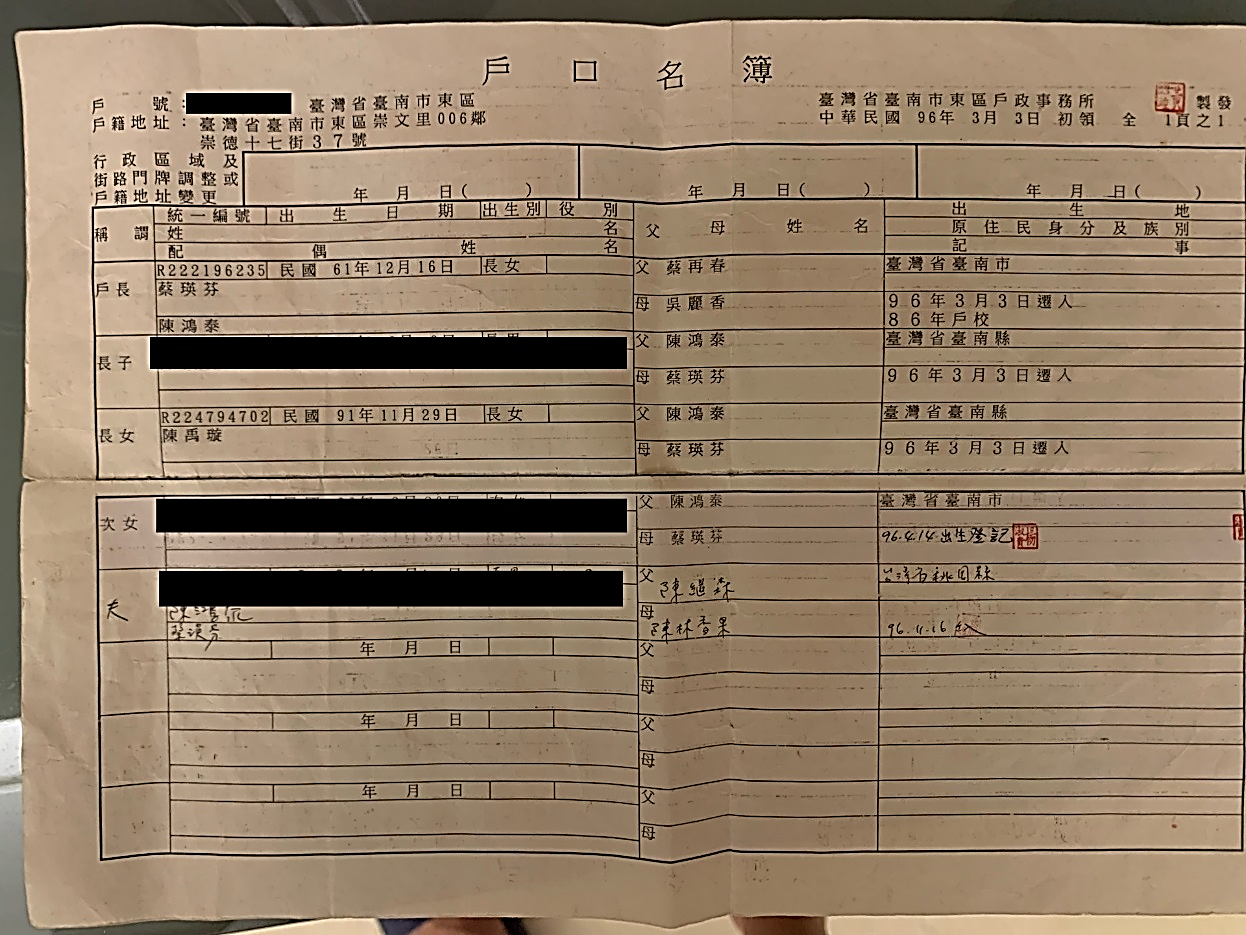 戶口名簿
戶 號： 臺灣省臺南市東區
戶籍地址：臺灣省臺南市東區崇文里006鄰
崇德十七街37號
臺灣省臺南市東區戶政事務所 製發
中華民國 96年 3月 3日 初領 全 1頁之1
行政區域及
街路門牌調整或
戶籍地址變更
年 月 日( ) 年 月 日( ) 年 月 日( )
稱謂 統一編號 出生日期 出生別 役別 父母姓名 出生地
姓名 原住民身分及族別
配偶姓名 記事
戶長 R222196235 民國 61年12月16日 長女 父 蔡再春 臺灣省臺南市
蔡瑛芬
母 吳麗香 96年3月3日遷入
86年戶校
陳鴻泰
長子 父 陳鴻泰 臺灣省臺南縣
母 蔡瑛芬 96年3月3日遷入
長女 R224794702 民國 91年11月29日 長女 父 陳鴻泰 臺灣省臺南縣
陳禹璇
母 蔡瑛芬 96年3月3日遷入
次女 父 陳鴻泰 臺灣省臺南市
母 蔡瑛芬 96.4.14.出生登記
夫 父 陳繼森
陳鴻
母 陳林香果 96.4.16
年 月 日 父
母
年 月 日 父
母
年 月 日 父
母